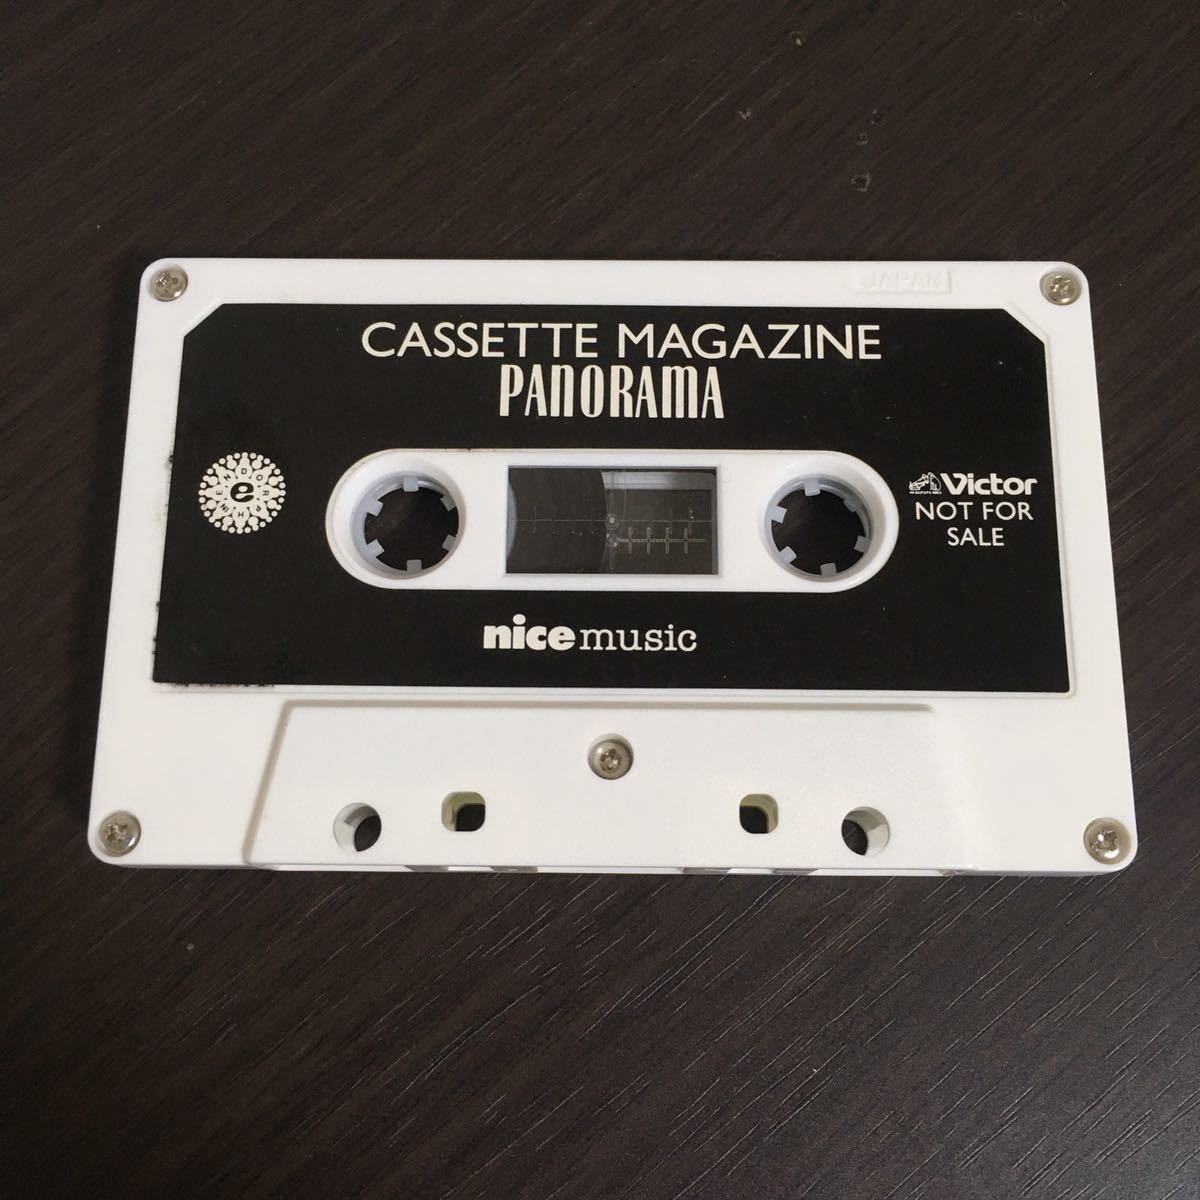 JAPAN
CASSETTE MAGAZINE
PANORAMA
e
Victor
NOT FOR
SALE
nice music